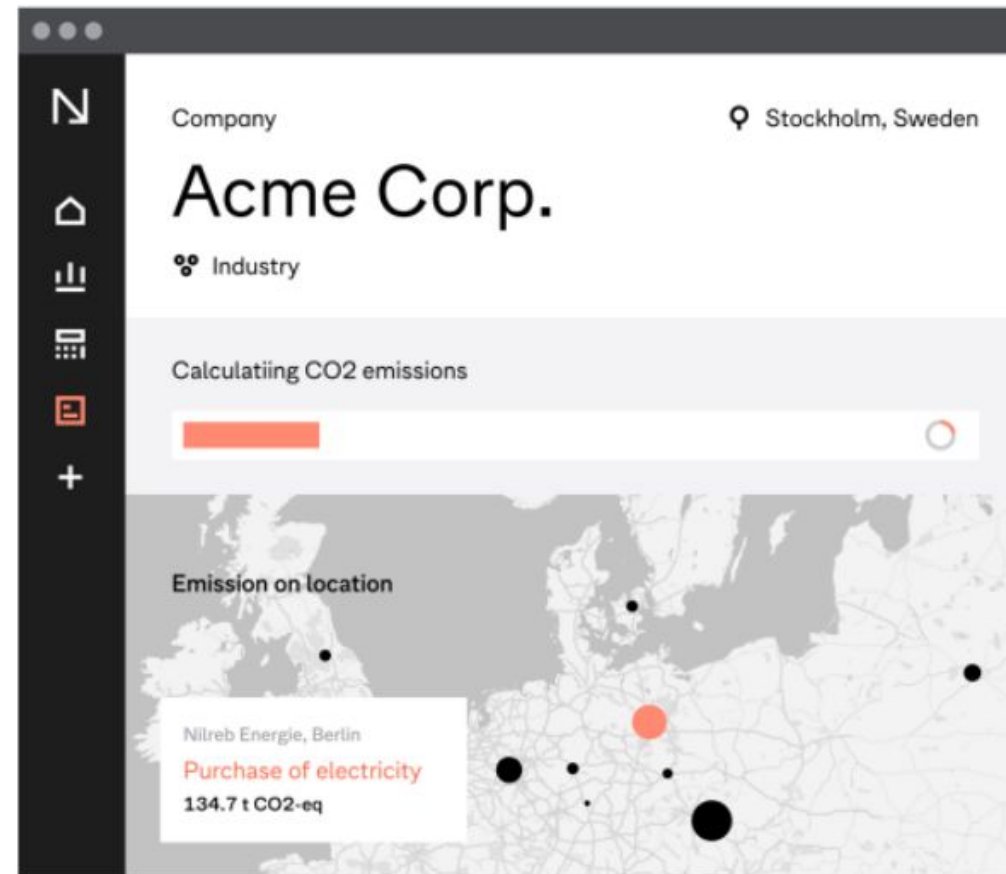 Company
Stockholm, Sweden
Acme Corp.
Industry
Calculatiing CO2 emissions
Emission on location
Nilreb Energie, Berlin
Purchase of electricity
134.7 t CO2-eq